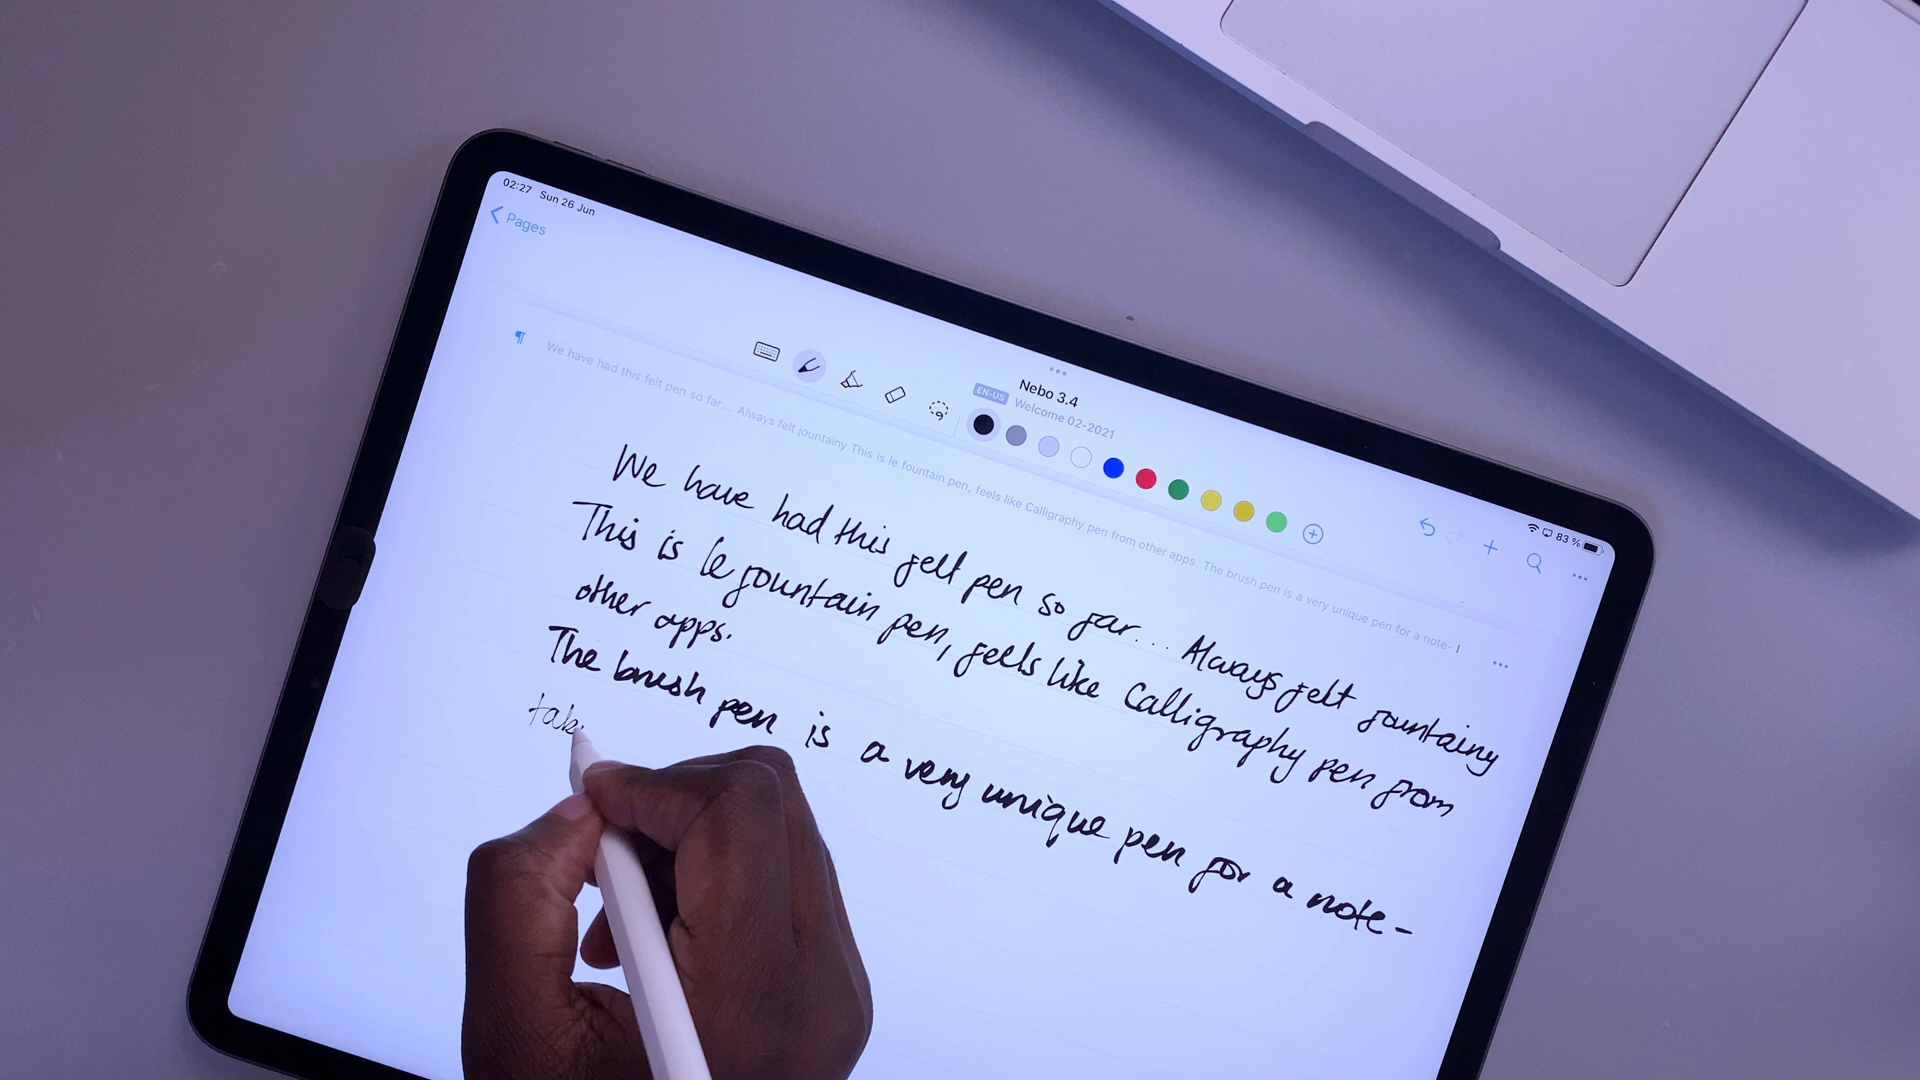 02:27 Sun 26 Jun
83 %
Pages
Nebo 3.4
EN-US Welcome 02-2021
We have had this felt pen so far... Always felt jountainy This is le fountain pen, feels like Calligraphy pen from other apps. The brush pen is a very unique pen for a note-
We have had this felt pen so far... Always felt fountainy
This is le fountain pen, feels like Calligraphy pen from
other apps.
The brush pen is a very unique pen for a note-
taki